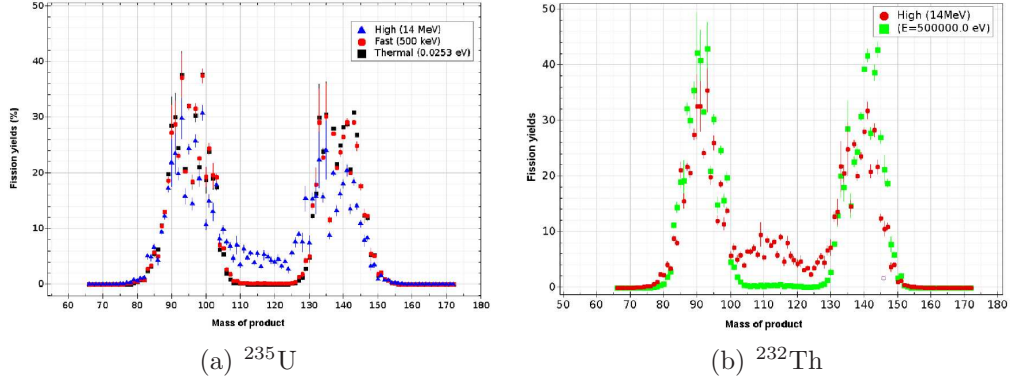 High (14 MeV)
Fast (500 keV)
Thermal (0.0253 eV)
Fission yields (%)
50
40
30
20
10
0
60 70 80 90 100 110 120 130 140 150 160 170 180
Mass of product
(a) ²³⁵U
High (14MeV)
(E=500000.0 eV)
Fission yields
50
40
30
20
10
0
50 60 70 80 90 100 110 120 130 140 150 160 170 180
Mass of product
(b) ²³²Th